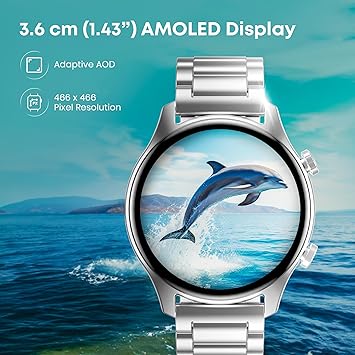 3.6 cm (1.43”) AMOLED Display
Adaptive AOD
466 x 466
Pixel Resolution